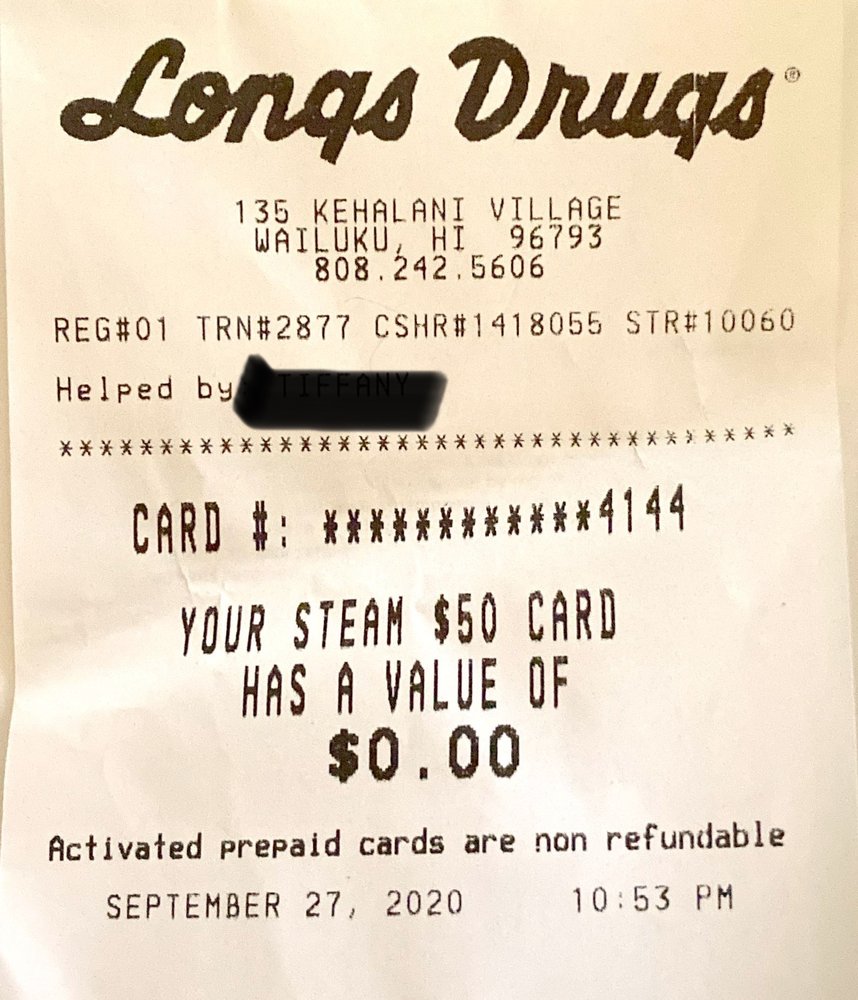 Longs Drugs®
135 KEHALANI VILLAGE
WAILUKU, HI 96793
808.242.5606
REG#01 TRN#2877 CSHR#1418055 STR#10060
Helped by: TIFFANY
****************************************
CARD #: ************4144
YOUR STEAM $50 CARD
HAS A VALUE OF
$0.00
Activated prepaid cards are non refundable
SEPTEMBER 27, 2020 10:53 PM